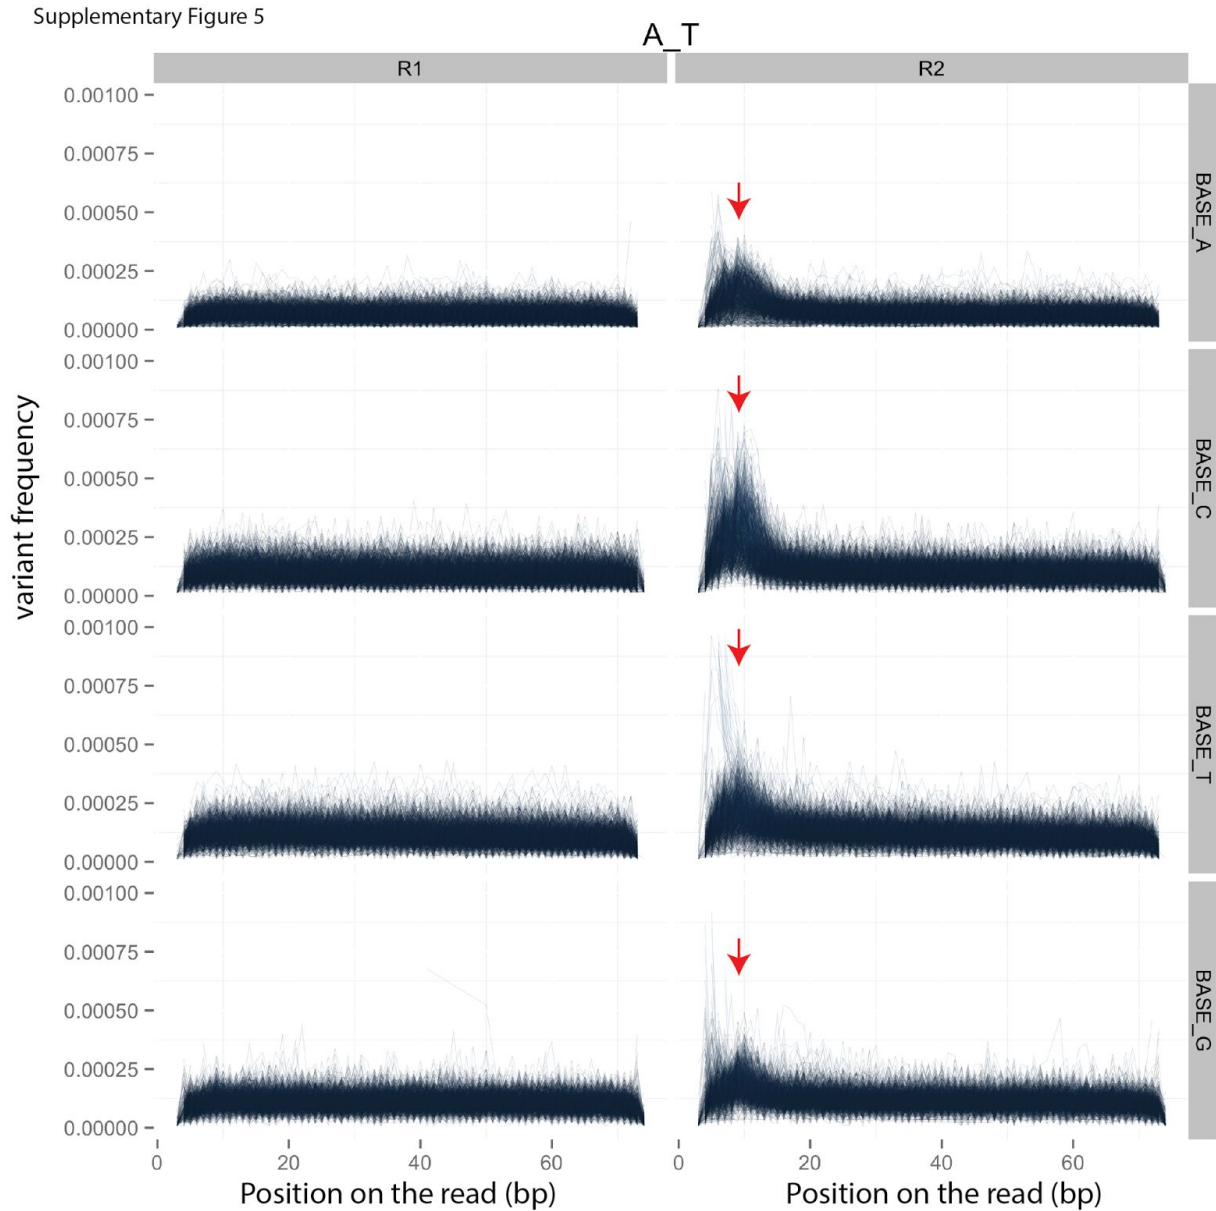 Supplementary Figure 5
A_T
R1 R2
0.00100
0.00075
0.00050
0.00025
0.00000
BASE_A
0.00100
0.00075
0.00050
0.00025
0.00000
BASE_C
variant frequency
0.00100
0.00075
0.00050
0.00025
0.00000
BASE_T
0.00100
0.00075
0.00050
0.00025
0.00000
BASE_G
0 20 40 60 0 20 40 60
Position on the read (bp) Position on the read (bp)